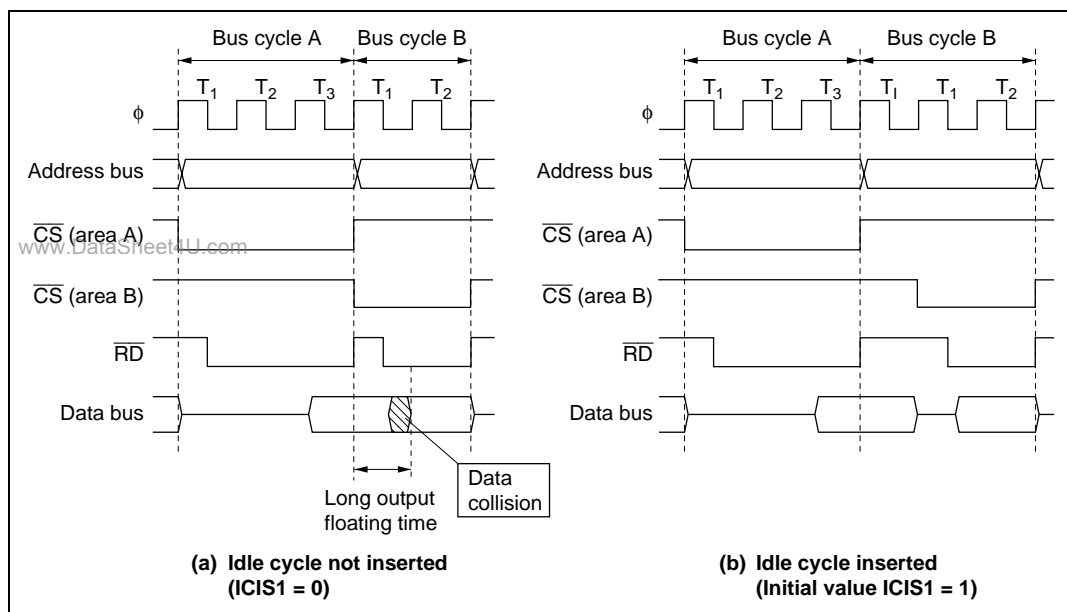 Bus cycle A Bus cycle B
T1 T2 T3 T1 T2
φ
Address bus
CS (area A)
www.DataSheet4U.com
CS (area B)
RD
Data bus
Long output
floating time
Data
collision
(a) Idle cycle not inserted
(ICIS1 = 0)
Bus cycle A Bus cycle B
T1 T2 T3 TI T1 T2
φ
Address bus
CS (area A)
CS (area B)
RD
Data bus
(b) Idle cycle inserted
(Initial value ICIS1 = 1)